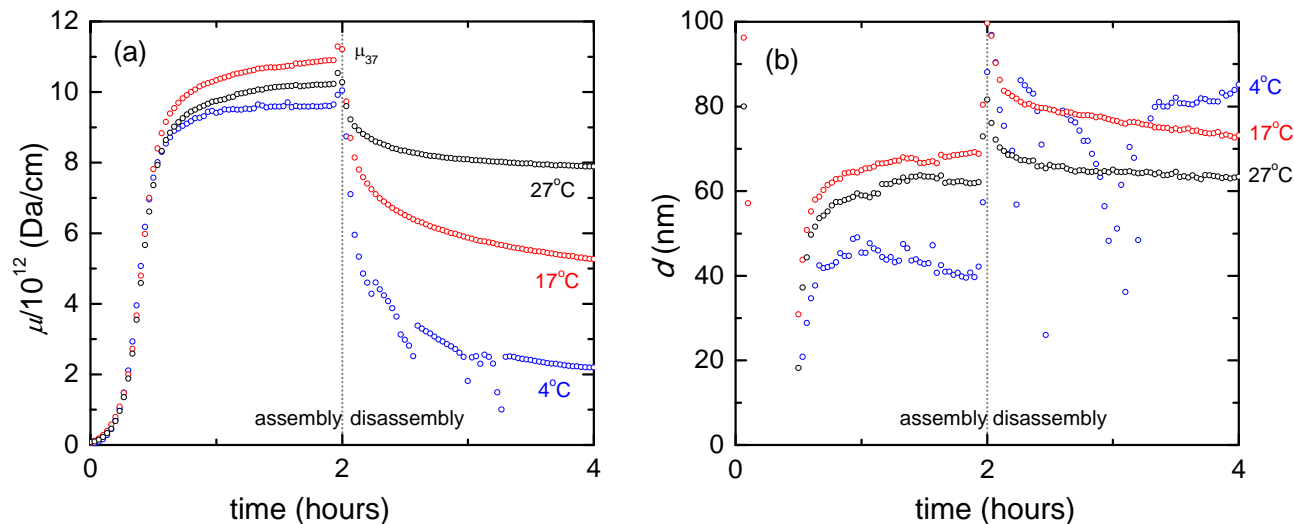 (a)
μ/10¹² (Da/cm)
12
10
8
6
4
2
0
μ₃₇
27°C
17°C
4°C
assembly disassembly
0 2 4
time (hours)
(b)
d (nm)
100
80
60
40
20
0
4°C
17°C
27°C
assembly disassembly
0 2 4
time (hours)